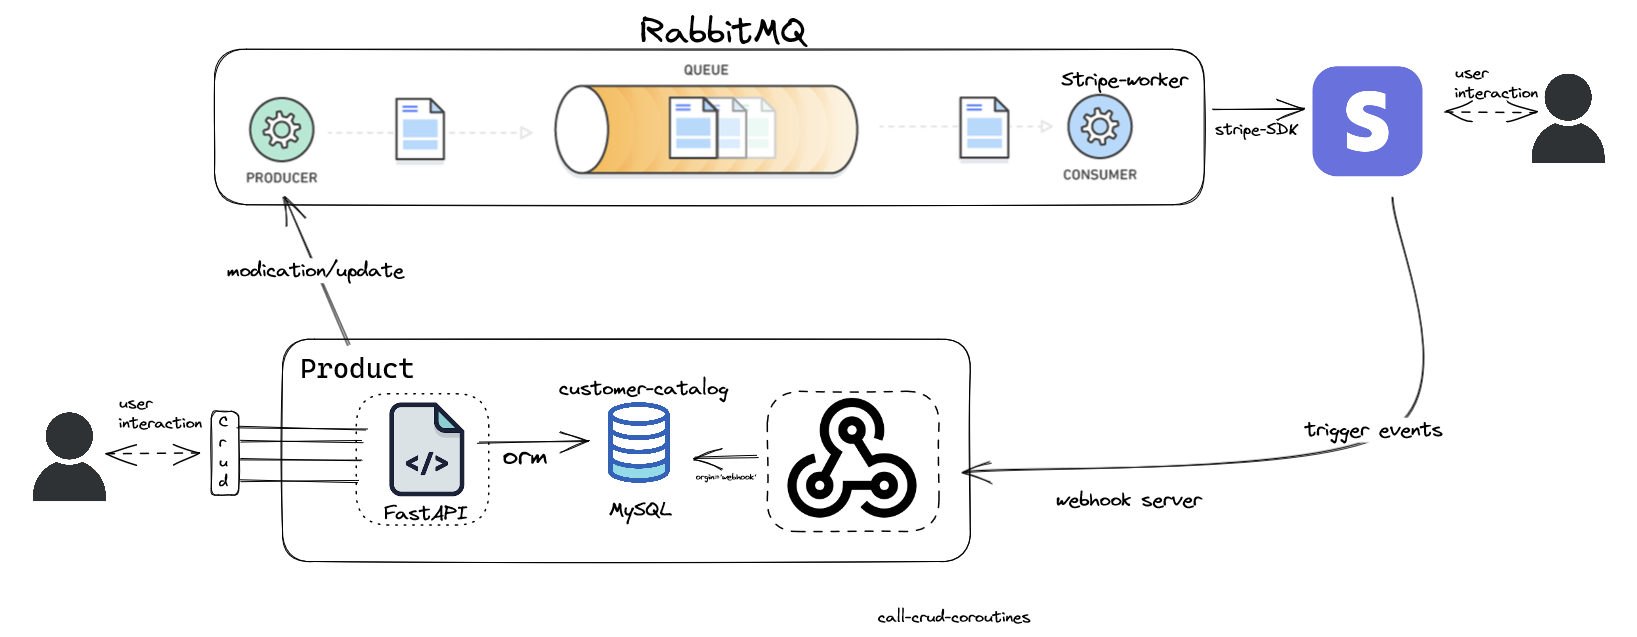 RabbitMQ
QUEUE
Stripe-worker
PRODUCER
CONSUMER
stripe-SDK
S
user
interaction
modication/update
Product
customer-catalog
user
interaction
c
r
u
d
</>
FastAPI
orm
MySQL
orgin='webhook'
trigger events
webhook server
call-crud-coroutines